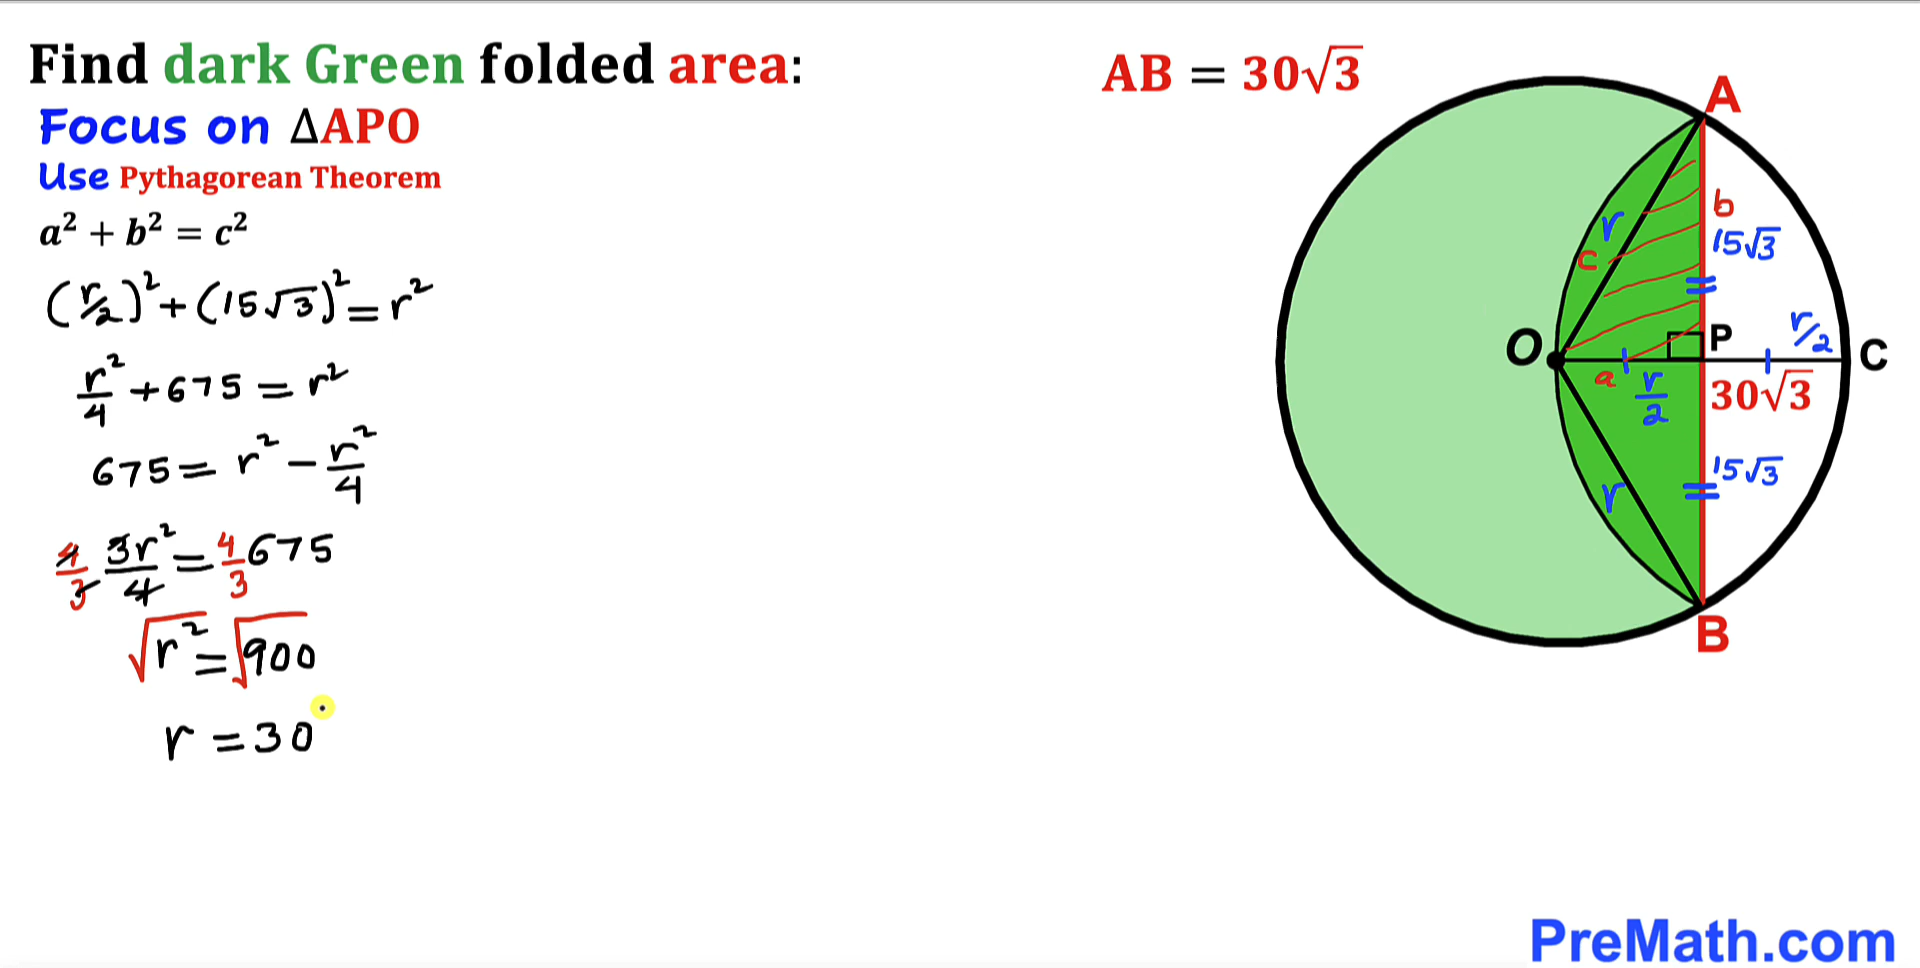 Find dark Green folded area:
Focus on ΔAPO
Use Pythagorean Theorem
a² + b² = c²
(r/2)² + (15√3)² = r²
r²/4 + 675 = r²
675 = r² - r²/4
4/3 3r²/4 = 4/3 675
√r² = √900
r = 30
AB = 30√3
A
b
r
15√3
c
O
P
r/2
C
a
r/2
30√3
15√3
r
B
PreMath.com